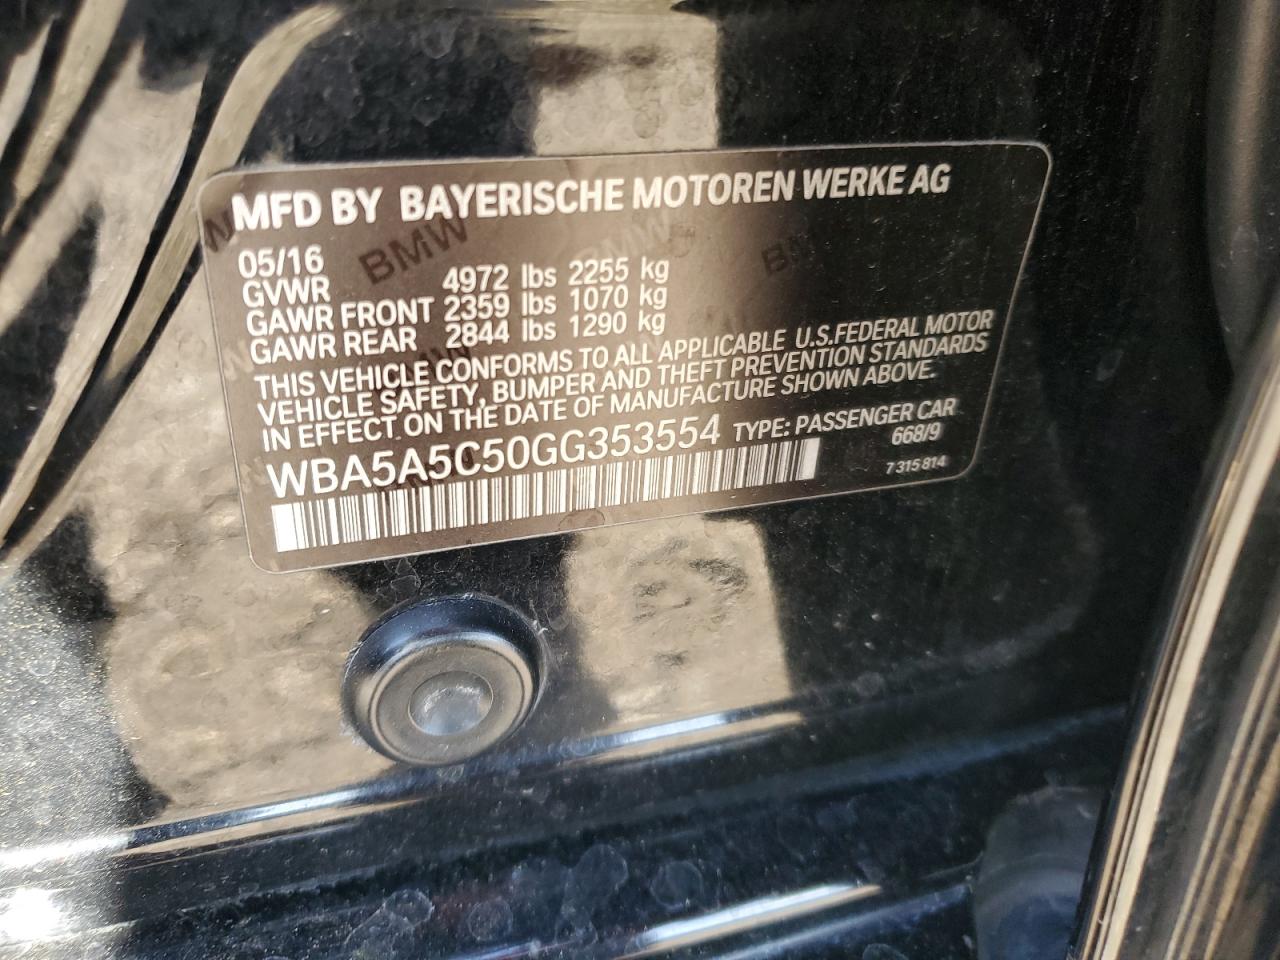 MFD BY BAYERISCHE MOTOREN WERKE AG
05/16
GVWR 4972 lbs 2255 kg
GAWR FRONT 2359 lbs 1070 kg
GAWR REAR 2844 lbs 1290 kg
THIS VEHICLE CONFORMS TO ALL APPLICABLE U.S.FEDERAL MOTOR
VEHICLE SAFETY, BUMPER AND THEFT PREVENTION STANDARDS
IN EFFECT ON THE DATE OF MANUFACTURE SHOWN ABOVE.
WBA5A5C50GG353554 TYPE: PASSENGER CAR
668/9
7 315 814
BMW
BMW